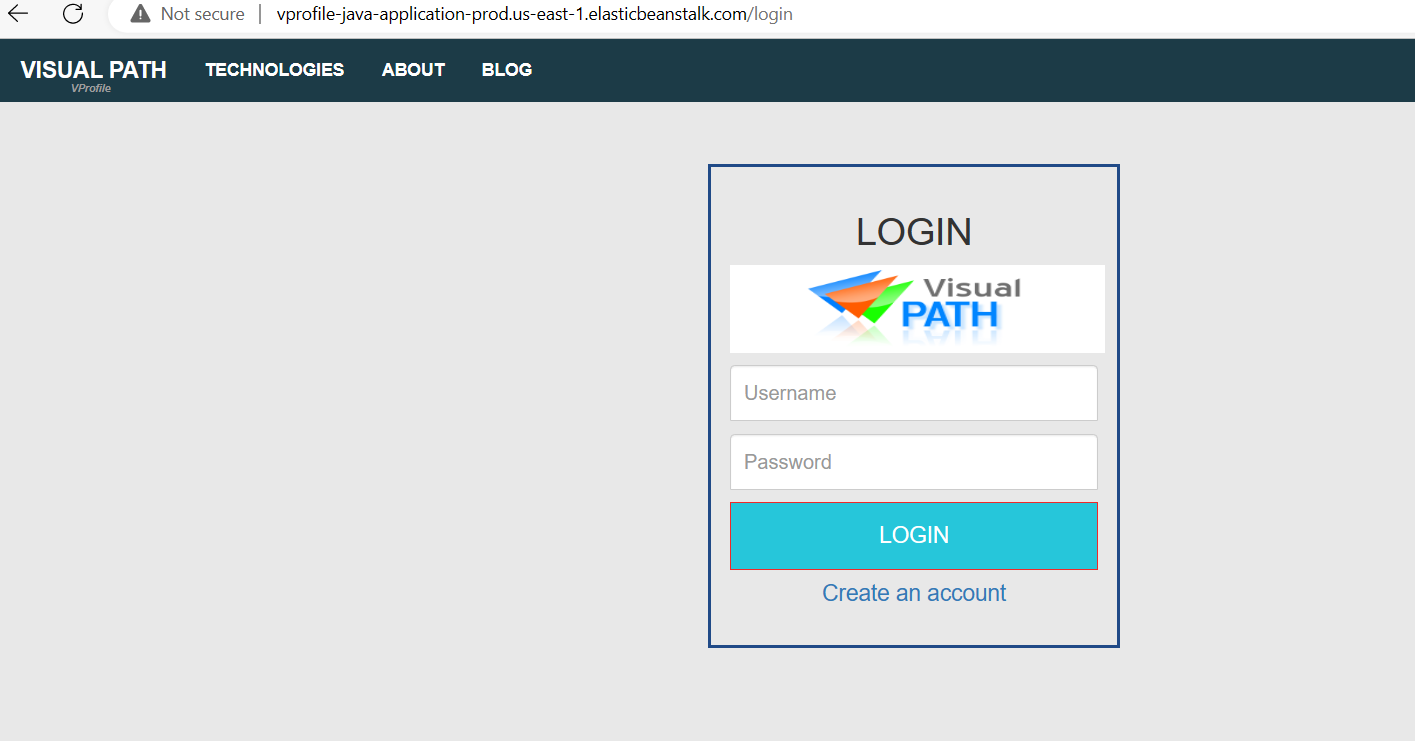 Not secure | vprofile-java-application-prod.us-east-1.elasticbeanstalk.com/login
VISUAL PATH TECHNOLOGIES ABOUT BLOG
VProfile
LOGIN
Visual
PATH
Username
Password
LOGIN
Create an account